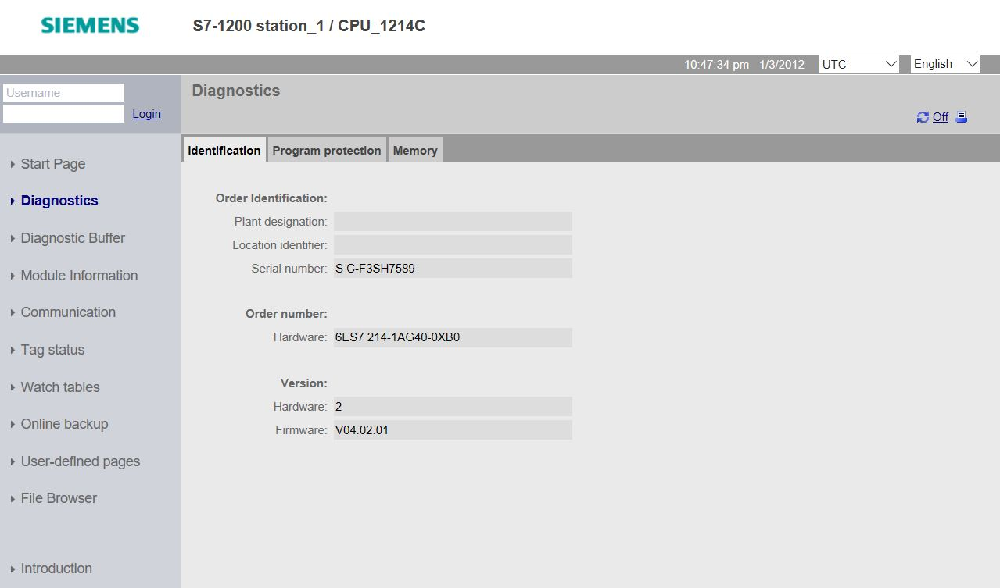 SIEMENS
S7-1200 station_1 / CPU_1214C
10:47:34 pm 1/3/2012 UTC English
Username
Login
Diagnostics
Off
Identification Program protection Memory
Start Page
Diagnostics
Diagnostic Buffer
Module Information
Communication
Tag status
Watch tables
Online backup
User-defined pages
File Browser
Introduction
Order Identification:
Plant designation:
Location identifier:
Serial number: S C-F3SH7589
Order number:
Hardware: 6ES7 214-1AG40-0XB0
Version:
Hardware: 2
Firmware: V04.02.01